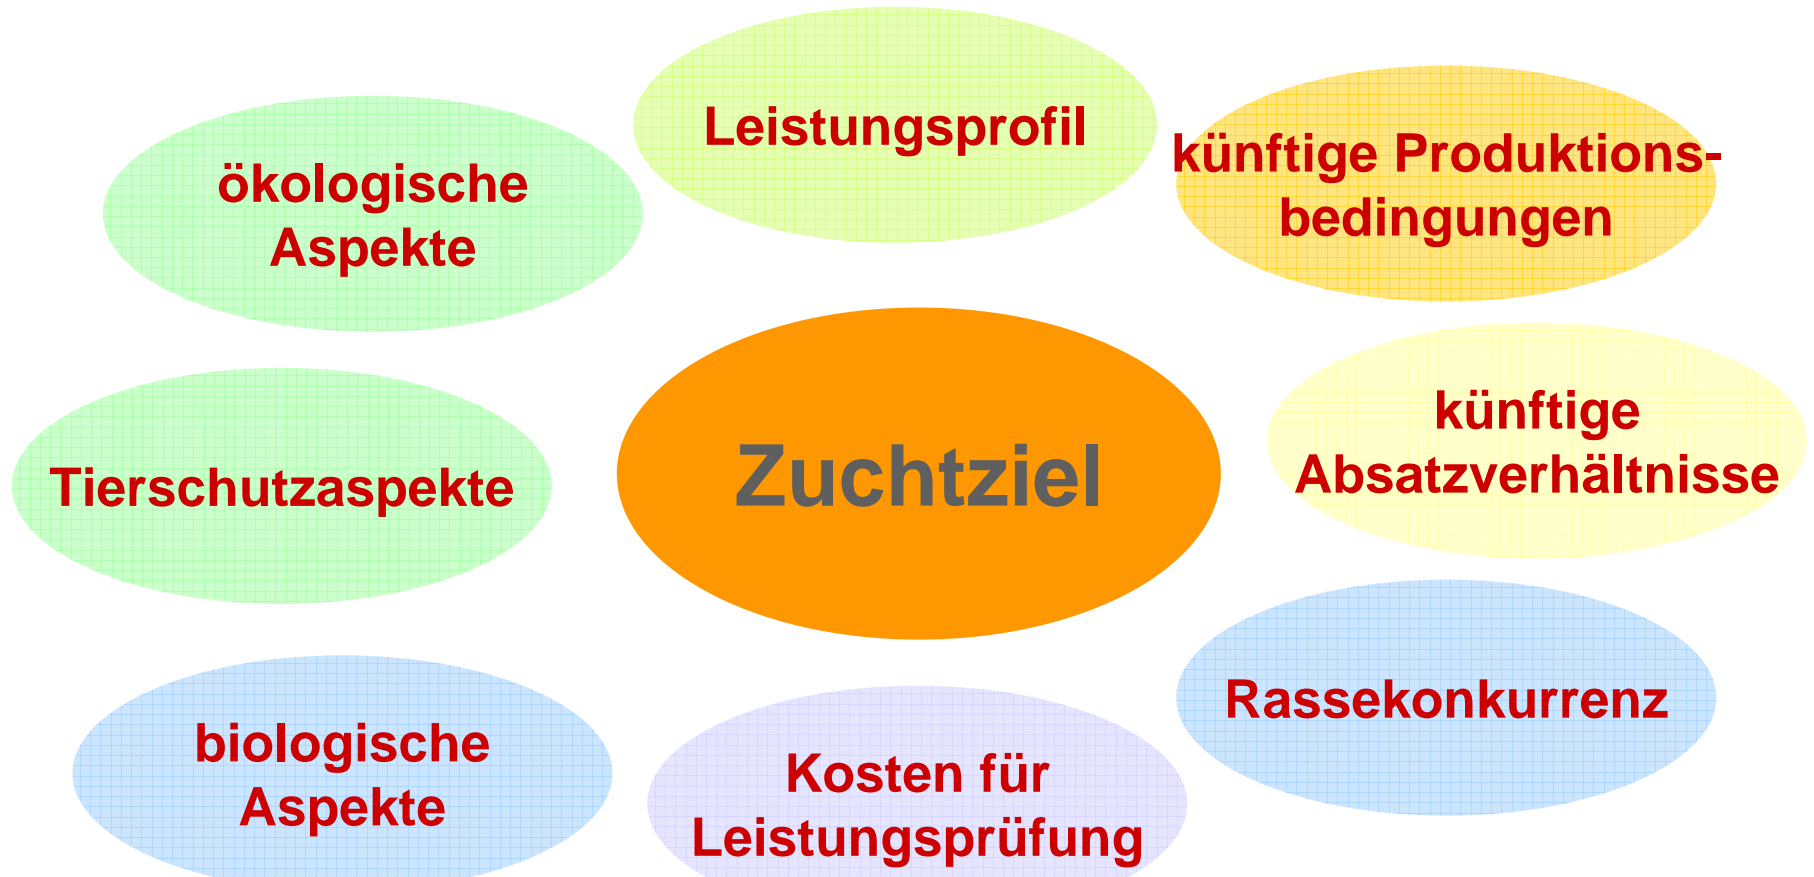 Leistungsprofil
künftige Produktions-
bedingungen
ökologische
Aspekte
künftige
Absatzverhältnisse
Zuchtziel
Tierschutzaspekte
Rassekonkurrenz
biologische
Aspekte
Kosten für
Leistungsprüfung